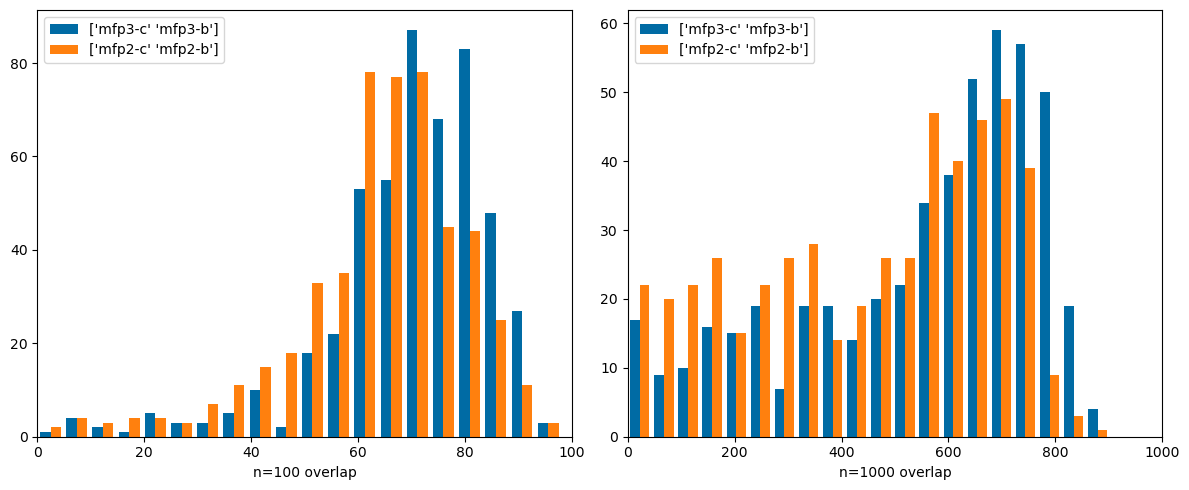 ['mfp3-c' 'mfp3-b']
['mfp2-c' 'mfp2-b']
80
60
40
20
0
0 20 40 60 80 100
n=100 overlap
['mfp3-c' 'mfp3-b']
['mfp2-c' 'mfp2-b']
60
50
40
30
20
10
0
0 200 400 600 800 1000
n=1000 overlap